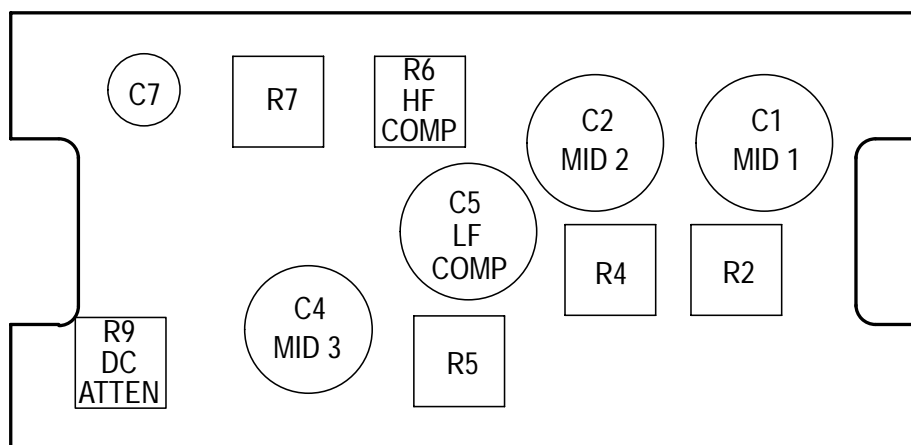 C7
R7
R6
HF
COMP
C2
MID 2
C1
MID 1
C5
LF
COMP
R4
R2
C4
MID 3
R9
DC
ATTEN
R5